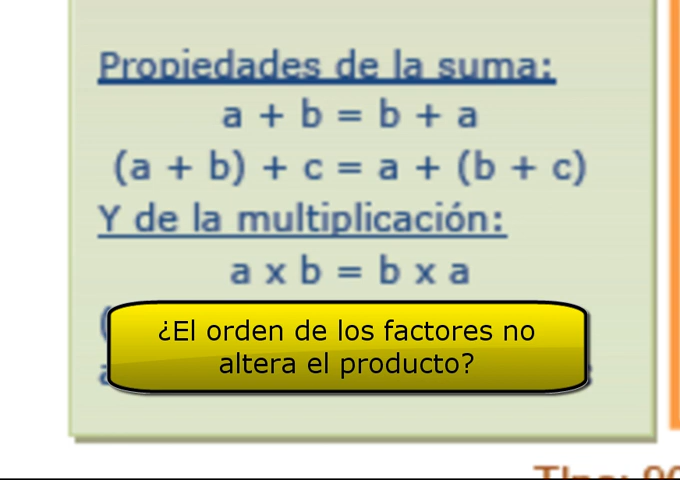 Propiedades de la suma:
a + b = b + a
(a + b) + c = a + (b + c)
Y de la multiplicación:
a x b = b x a
¿El orden de los factores no
altera el producto?